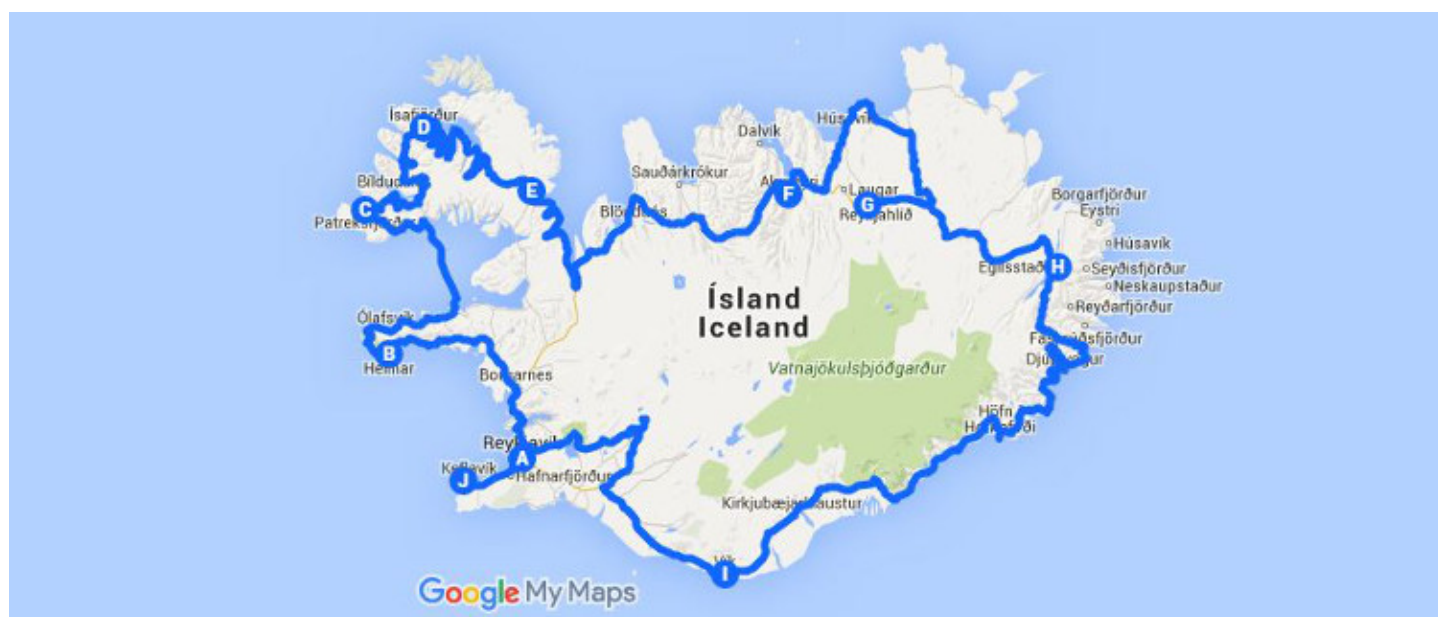 Ísafjörður
D
Húsavík
Dalvík
Bíldudalur
E
Sauðárkrókur
F
Laugar
C
Patreksfjörður
Blönduós
G
Reykjahlíð
Borgarfjörður
Eystri
Húsavík
Egilsstaðir
H
Seyðisfjörður
Neskaupstaður
Reyðarfjörður
Ísland
Iceland
Ólafsvík
B
Hellnar
Vatnajökulsþjóðgarður
Borgarnes
Höfn
Reykjavík
A
Keflavík
J
Hafnarfjörður
Kirkjubæjarklaustur
Vík
I
Google My Maps